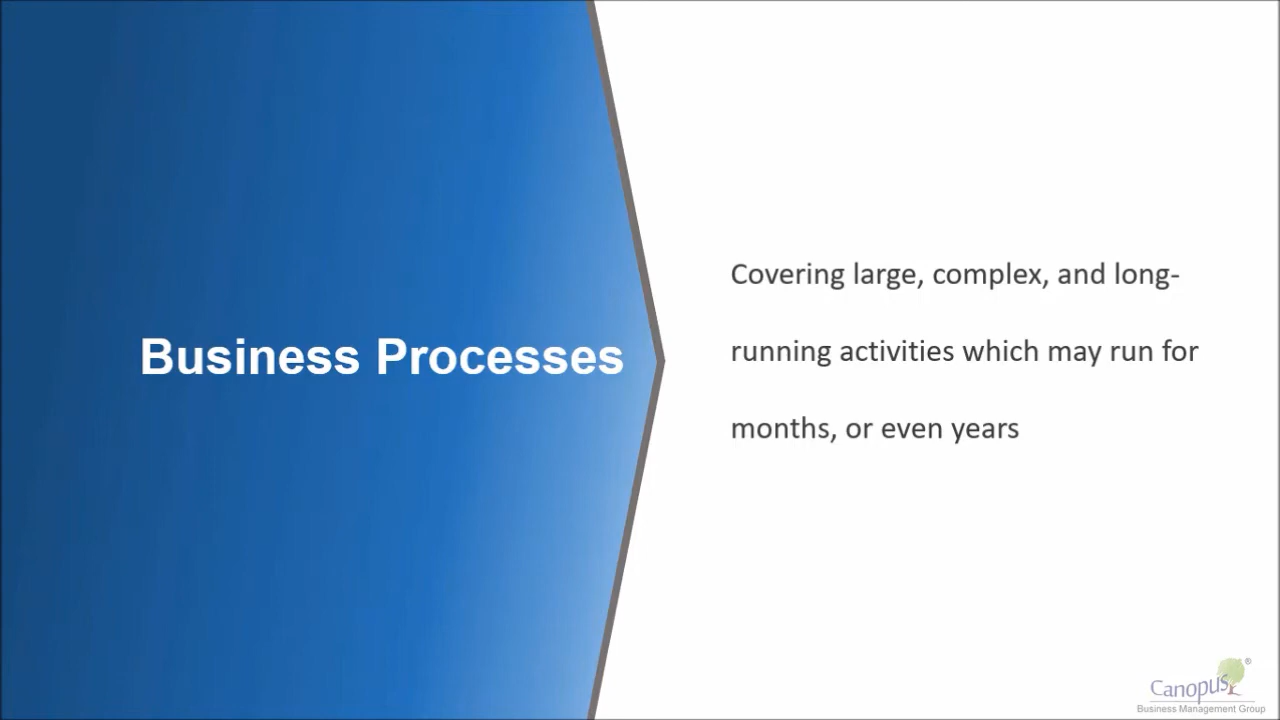 Business Processes
Covering large, complex, and long-
running activities which may run for
months, or even years
Canopus®
Business Management Group